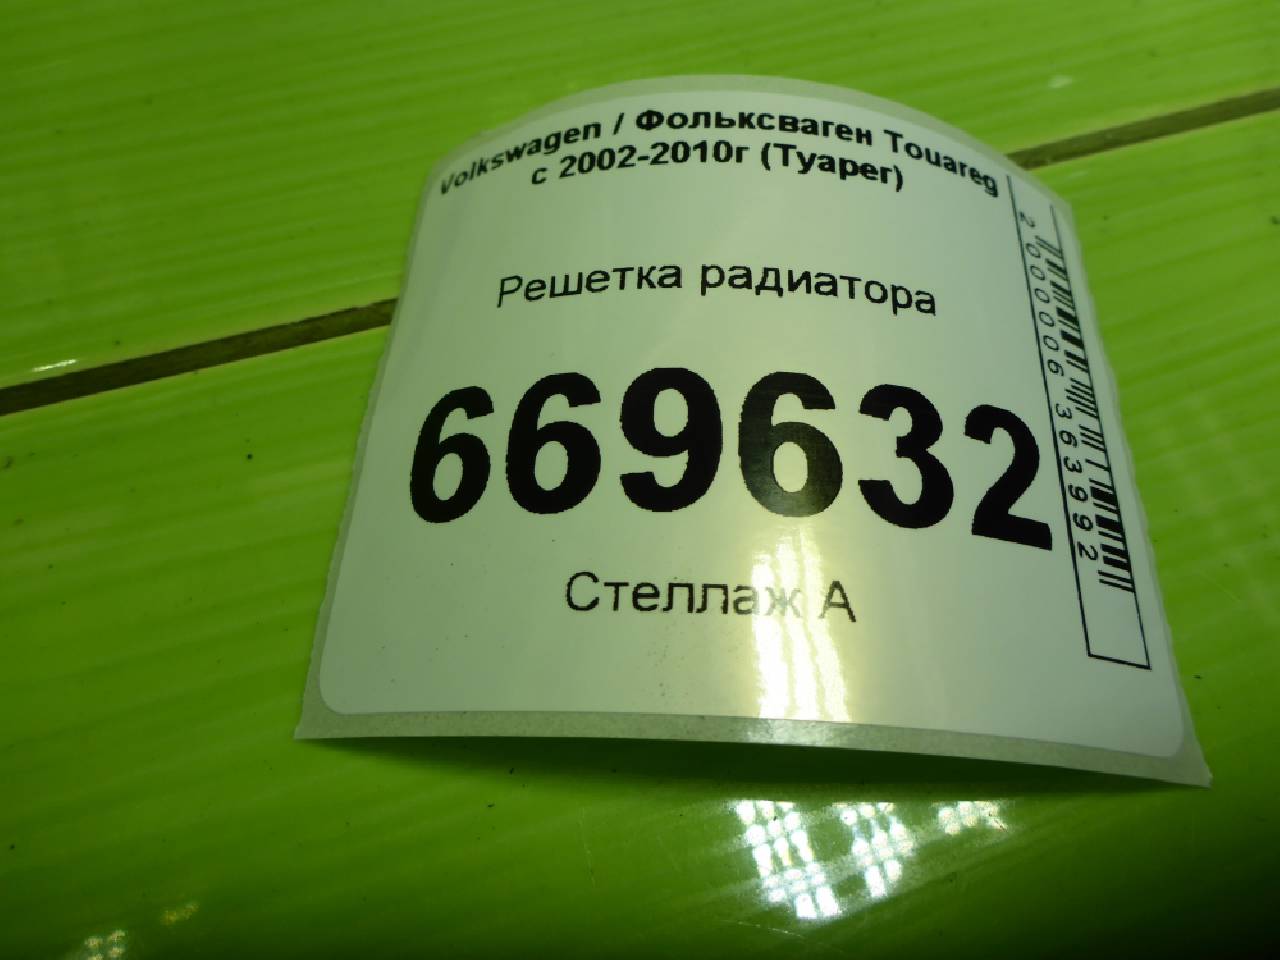 Volkswagen / Фольксваген Touareg
с 2002-2010г (Туарег)
Решетка радиатора
669632
Стеллаж А
2000006363992